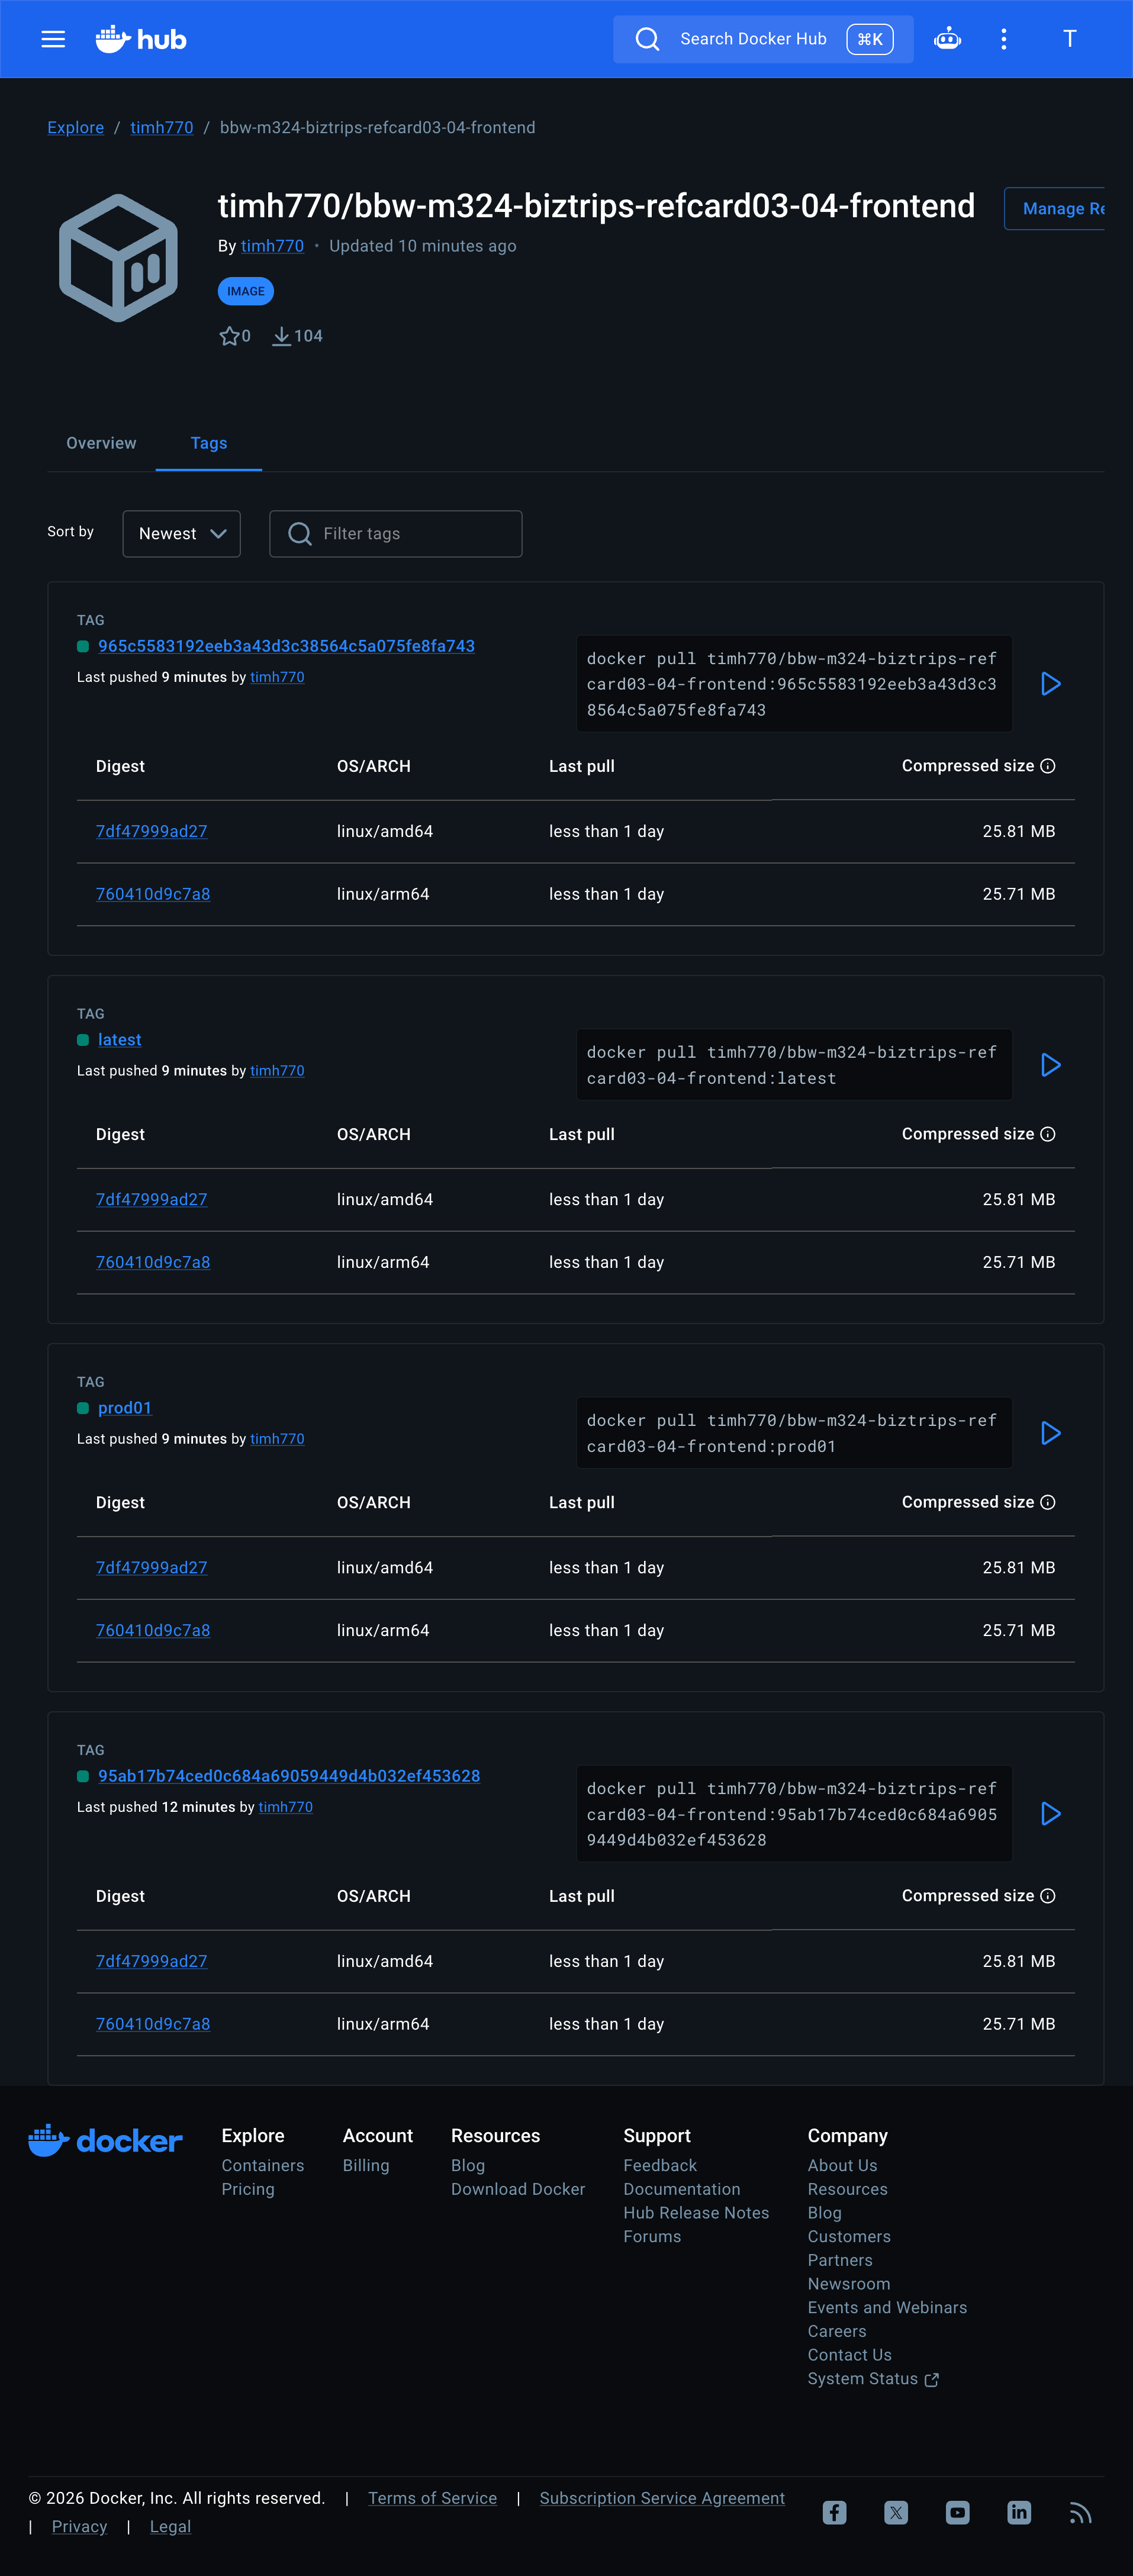 hub
Search Docker Hub ⌘K
T
Explore / timh770 / bbw-m324-biztrips-refcard03-04-frontend
timh770/bbw-m324-biztrips-refcard03-04-frontend
Manage Re
By timh770 • Updated 10 minutes ago
IMAGE
0 104
Overview Tags
Sort by Newest Filter tags
TAG
965c5583192eeb3a43d3c38564c5a075fe8fa743
Last pushed 9 minutes by timh770
docker pull timh770/bbw-m324-biztrips-ref
card03-04-frontend:965c5583192eeb3a43d3c3
8564c5a075fe8fa743
Digest OS/ARCH Last pull Compressed size
7df47999ad27 linux/amd64 less than 1 day 25.81 MB
760410d9c7a8 linux/arm64 less than 1 day 25.71 MB
TAG
latest
Last pushed 9 minutes by timh770
docker pull timh770/bbw-m324-biztrips-ref
card03-04-frontend:latest
Digest OS/ARCH Last pull Compressed size
7df47999ad27 linux/amd64 less than 1 day 25.81 MB
760410d9c7a8 linux/arm64 less than 1 day 25.71 MB
TAG
prod01
Last pushed 9 minutes by timh770
docker pull timh770/bbw-m324-biztrips-ref
card03-04-frontend:prod01
Digest OS/ARCH Last pull Compressed size
7df47999ad27 linux/amd64 less than 1 day 25.81 MB
760410d9c7a8 linux/arm64 less than 1 day 25.71 MB
TAG
95ab17b74ced0c684a69059449d4b032ef453628
Last pushed 12 minutes by timh770
docker pull timh770/bbw-m324-biztrips-ref
card03-04-frontend:95ab17b74ced0c684a6905
9449d4b032ef453628
Digest OS/ARCH Last pull Compressed size
7df47999ad27 linux/amd64 less than 1 day 25.81 MB
760410d9c7a8 linux/arm64 less than 1 day 25.71 MB
docker
Explore
Containers
Pricing
Account
Billing
Resources
Blog
Download Docker
Support
Feedback
Documentation
Hub Release Notes
Forums
Company
About Us
Resources
Blog
Customers
Partners
Newsroom
Events and Webinars
Careers
Contact Us
System Status
© 2026 Docker, Inc. All rights reserved. | Terms of Service | Subscription Service Agreement
| Privacy | Legal